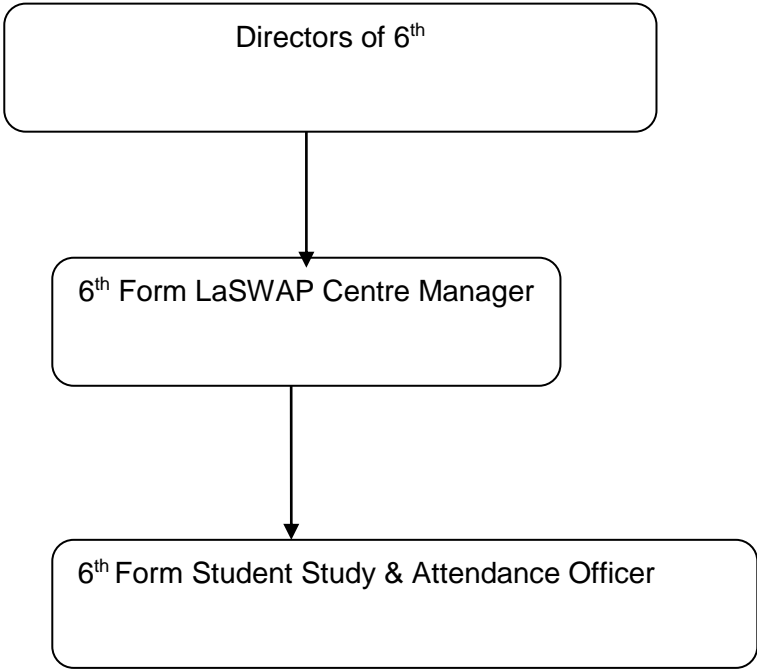 Directors of 6th
6th Form LaSWAP Centre Manager
6th Form Student Study & Attendance Officer